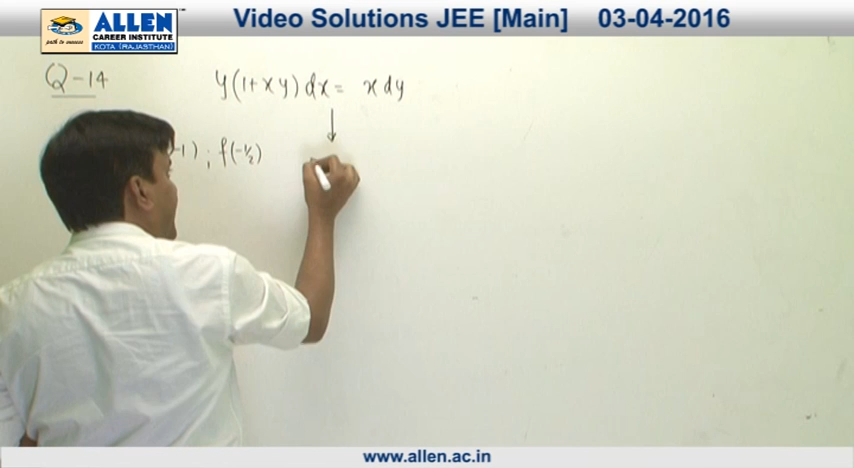 Video Solutions JEE [Main] 03-04-2016
ALLEN
CAREER INSTITUTE
KOTA (RAJASTHAN)
path to success
Q-14
y(1+xy)dx = x dy
-1) ; f(-1/2)
www.allen.ac.in